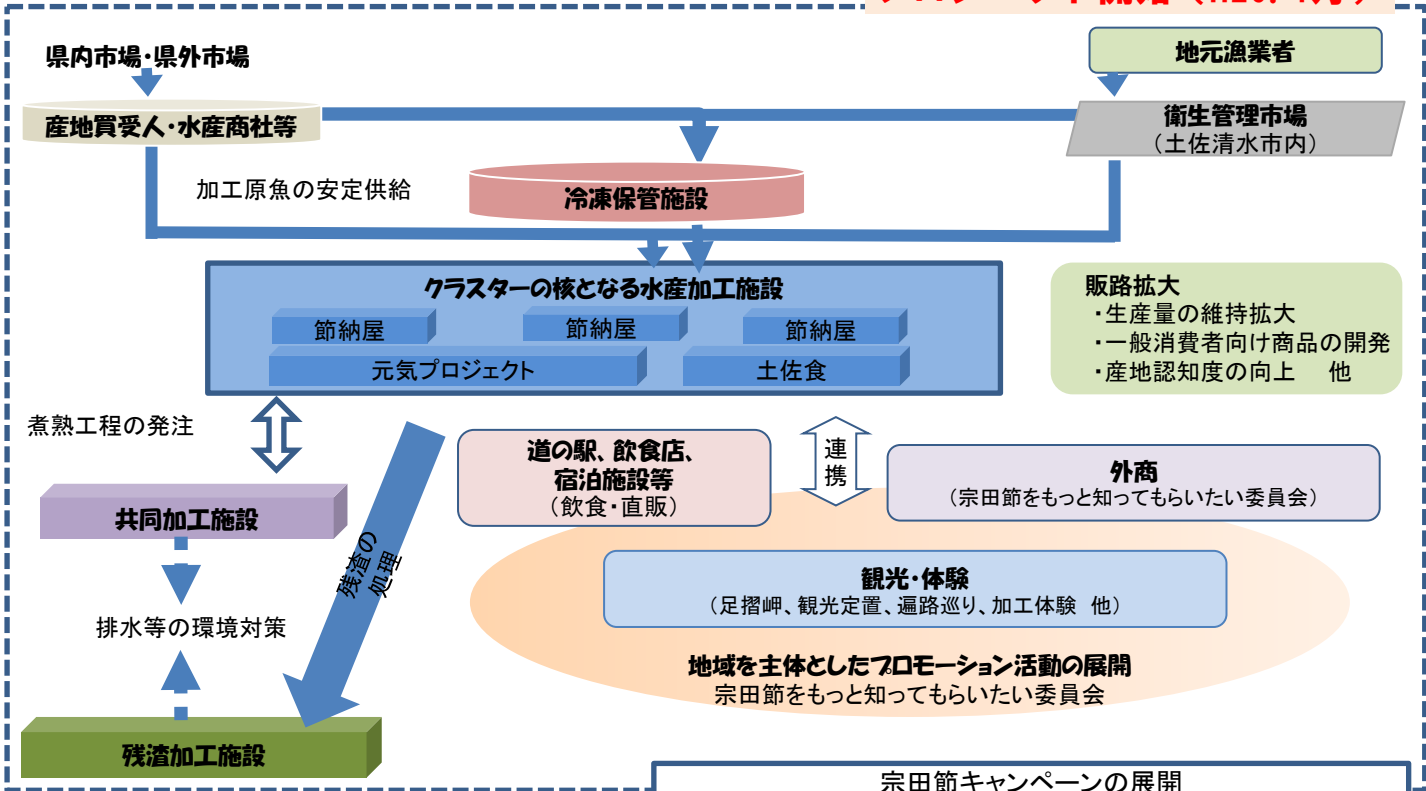 県内市場・県外市場
地元漁業者
産地買受人・水産商社等
衛生管理市場
（土佐清水市内）
加工原魚の安定供給
冷凍保管施設
クラスターの核となる水産加工施設
節納屋
節納屋
節納屋
元気プロジェクト
土佐食
販路拡大
・生産量の維持拡大
・一般消費者向け商品の開発
・産地認知度の向上　他
煮熟工程の発注
道の駅、飲食店、
宿泊施設等
（飲食・直販）
連
携
外商
（宗田節をもっと知ってもらいたい委員会）
共同加工施設
残渣の
処理
観光・体験
（足摺岬、観光定置、遍路巡り、加工体験　他）
排水等の環境対策
地域を主体としたプロモーション活動の展開
宗田節をもっと知ってもらいたい委員会
残渣加工施設
宗田節キャンペーンの展開